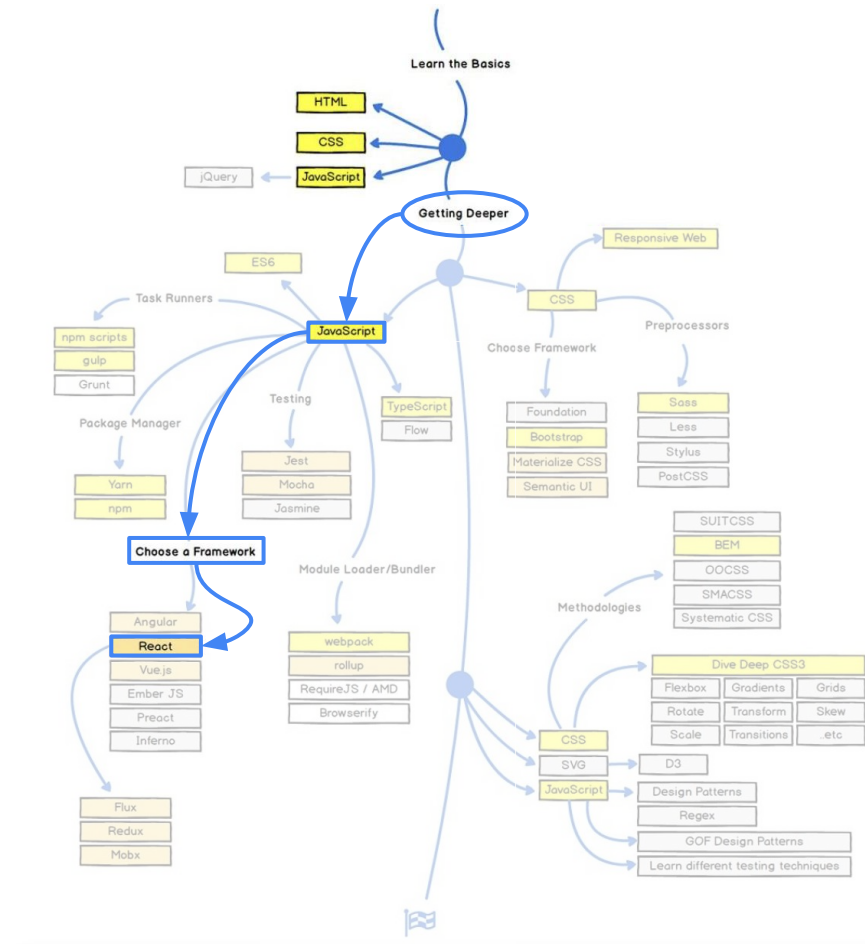 Learn the Basics
HTML
CSS
jQuery
JavaScript
Getting Deeper
Responsive Web
ES6
Task Runners
CSS
npm scripts
gulp
Grunt
JavaScript
Preprocessors
Choose Framework
Package Manager
Testing
TypeScript
Flow
Foundation
Bootstrap
Materialize CSS
Semantic UI
Sass
Less
Stylus
PostCSS
Yarn
npm
Jest
Mocha
Jasmine
Choose a Framework
Module Loader/Bundler
SUITCSS
BEM
OOCSS
SMACSS
Systematic CSS
Methodologies
Angular
React
Vue.js
Ember JS
Preact
Inferno
webpack
rollup
RequireJS / AMD
Browserify
Dive Deep CSS3
Flexbox Gradients Grids
Rotate Transform Skew
Scale Transitions ..etc
CSS
SVG
D3
JavaScript
Design Patterns
Regex
GOF Design Patterns
Learn different testing techniques
Flux
Redux
Mobx